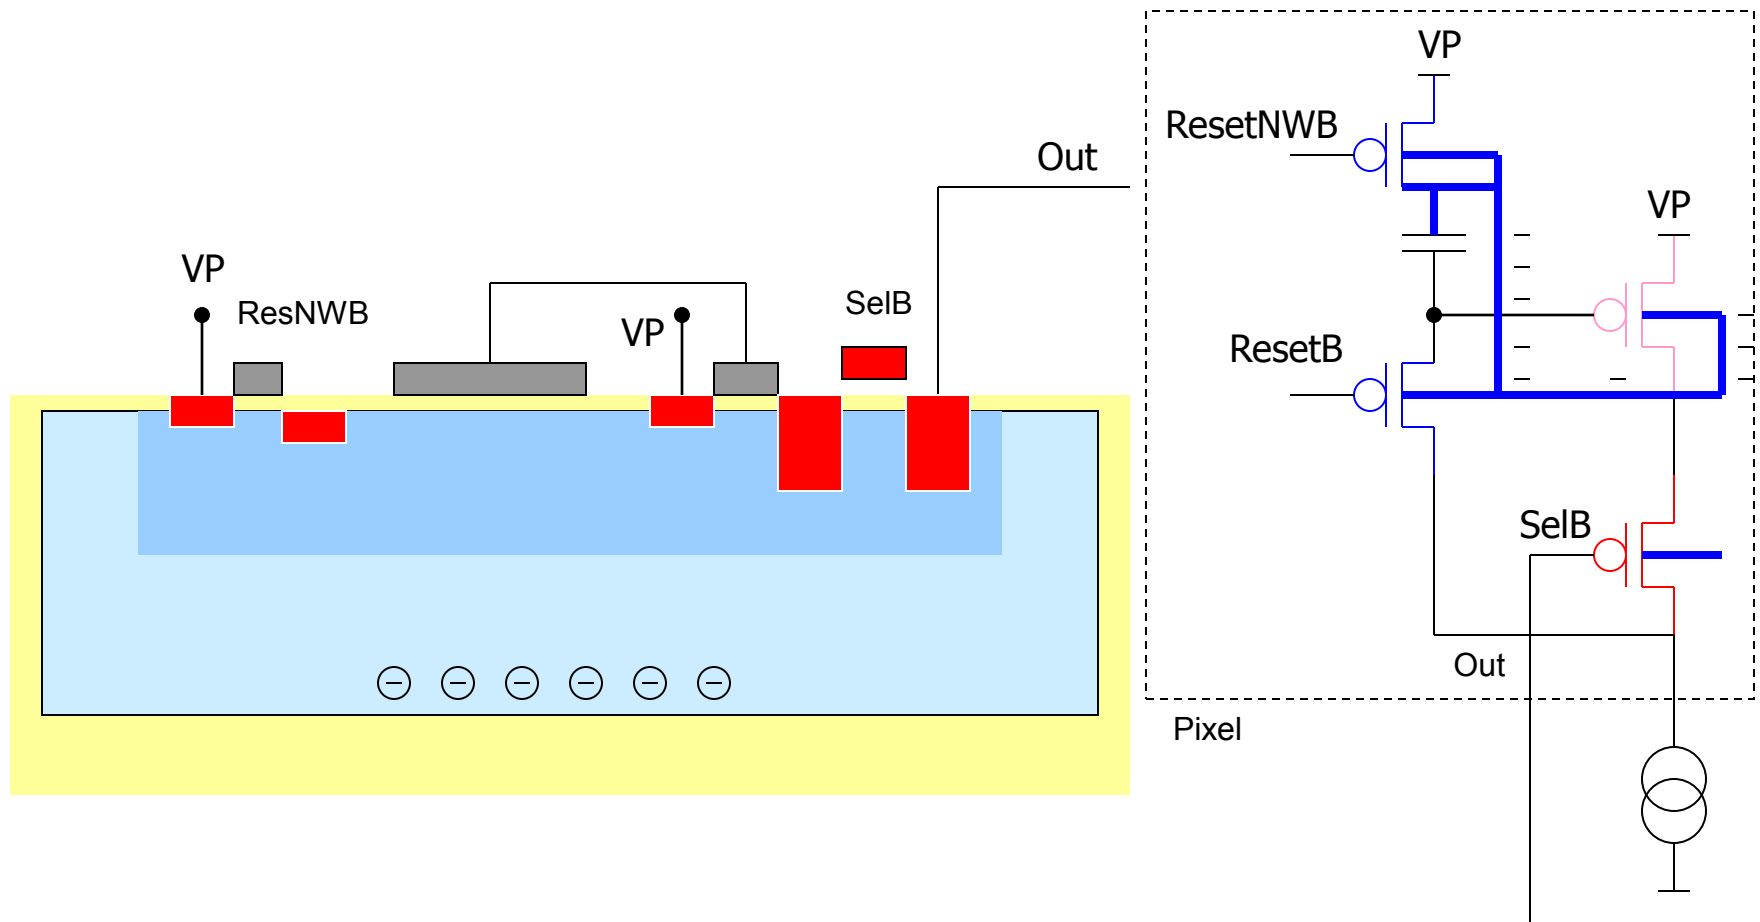 VP
ResetNWB
Out
VP
VP
ResNWB
SelB
VP
ResetB
SelB
Out
Pixel